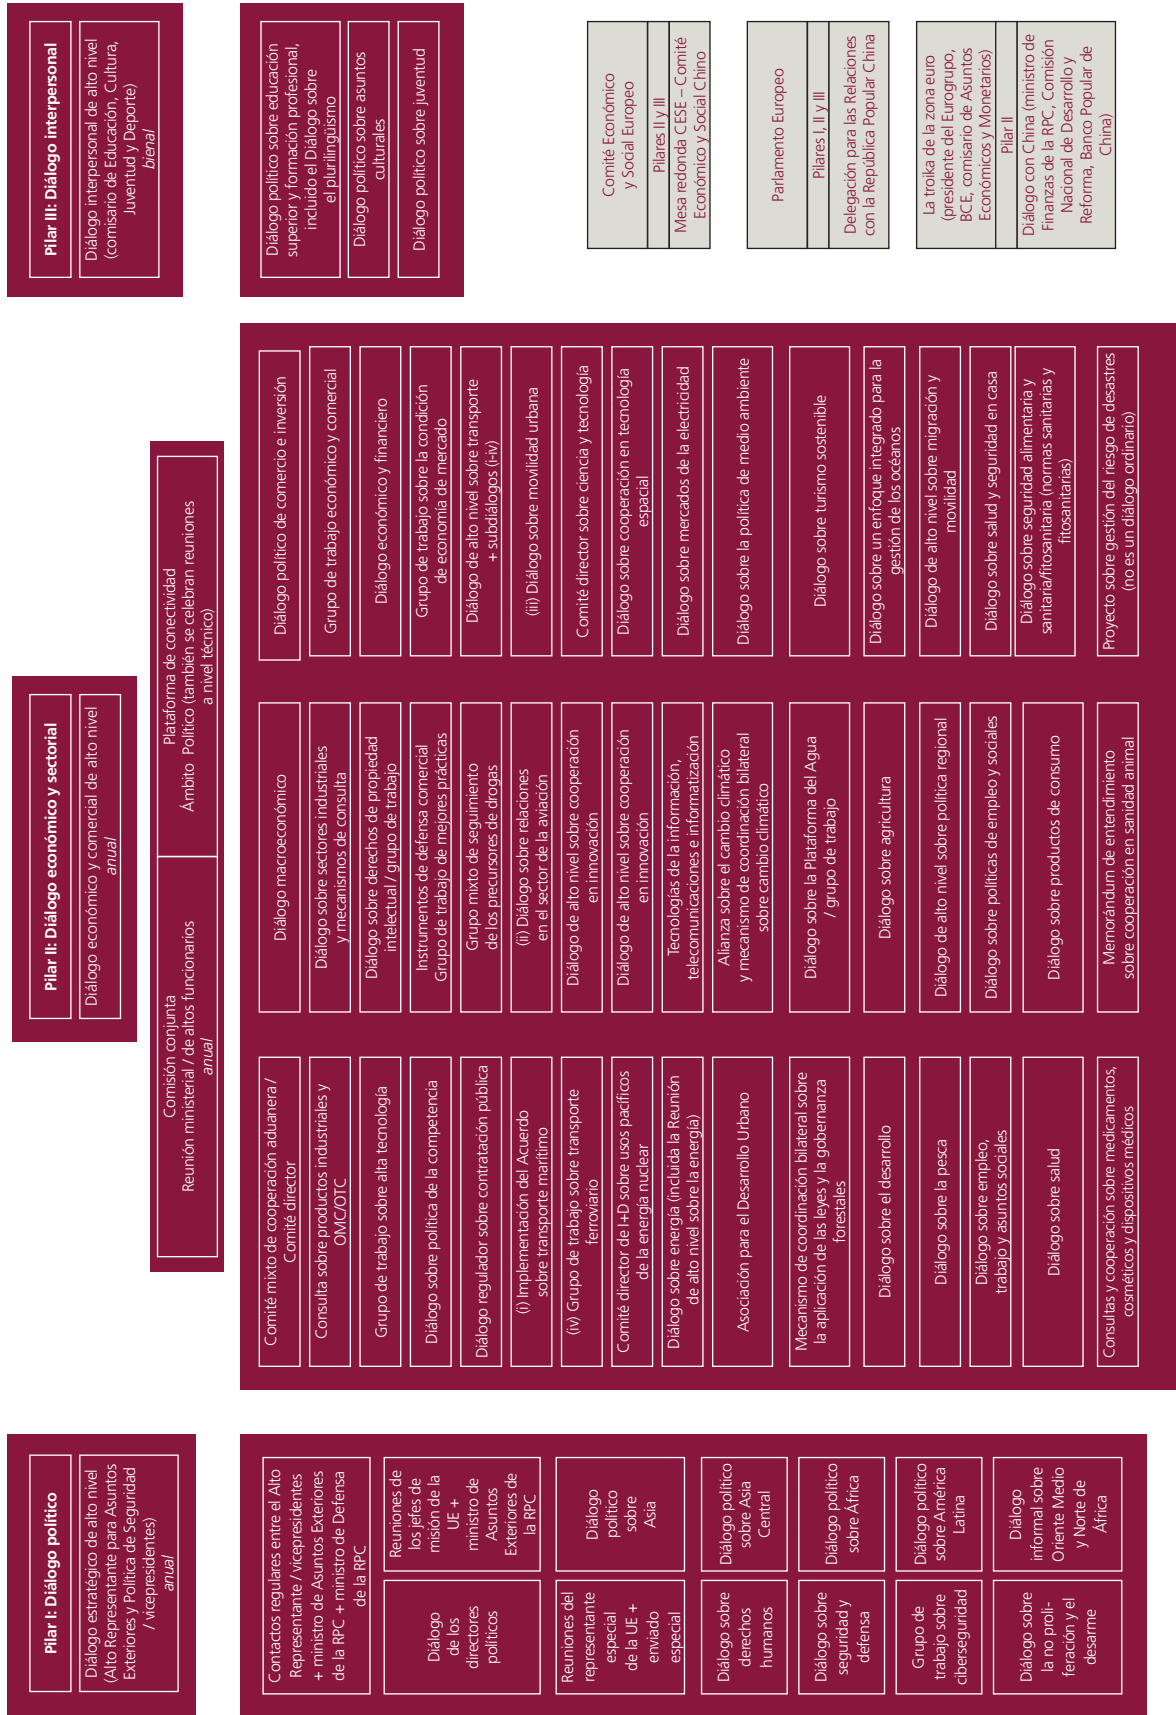 Pilar I: Diálogo político
Diálogo estratégico de alto nivel
(Alto Representante para Asuntos
Exteriores y Política de Seguridad
/ vicepresidentes)
anual
Contactos regulares entre el Alto
Representante / vicepresidentes
+ ministro de Asuntos Exteriores
de la RPC + ministro de Defensa
de la RPC
Diálogo
de los
directores
políticos
Reuniones de
los jefes de
misión de la
UE +
ministro de
Asuntos
Exteriores de
la RPC
Reuniones del
representante
especial
de la UE +
enviado
especial
Diálogo
político
sobre
Asia
Diálogo sobre
derechos
humanos
Diálogo político
sobre Asia
Central
Diálogo sobre
seguridad y
defensa
Diálogo político
sobre África
Grupo de
trabajo sobre
ciberseguridad
Diálogo político
sobre América
Latina
Diálogo sobre
la no proli-
feración y el
desarme
Diálogo
informal sobre
Oriente Medio
y Norte de
África
Pilar II: Diálogo económico y sectorial
Diálogo económico y comercial de alto nivel
anual
Comisión conjunta
Reunión ministerial / de altos funcionarios
anual
Plataforma de conectividad
Ámbito  Político (también se celebran reuniones
a nivel técnico)
Comité mixto de cooperación aduanera /
Comité director
Diálogo macroeconómico
Diálogo político de comercio e inversión
Consulta sobre productos industriales y
OMC/OTC
Diálogo sobre sectores industriales
y mecanismos de consulta
Grupo de trabajo económico y comercial
Grupo de trabajo sobre alta tecnología
Diálogo sobre derechos de propiedad
intelectual / grupo de trabajo
Diálogo económico y financiero
Diálogo sobre política de la competencia
Instrumentos de defensa comercial
Grupo de trabajo de mejores prácticas
Grupo de trabajo sobre la condición
de economía de mercado
Diálogo regulador sobre contratación pública
Grupo mixto de seguimiento
de los precursores de drogas
Diálogo de alto nivel sobre transporte
+ subdiálogos (i-iv)
(i) Implementación del Acuerdo
sobre transporte marítimo
(ii) Diálogo sobre relaciones
en el sector de la aviación
(iii) Diálogo sobre movilidad urbana
(iv) Grupo de trabajo sobre transporte
ferroviario
Diálogo de alto nivel sobre cooperación
en innovación
Comité director sobre ciencia y tecnología
Comité director de I+D sobre usos pacíficos
de la energía nuclear
Diálogo de alto nivel sobre cooperación
en innovación
Diálogo sobre cooperación en tecnología
espacial
Diálogo sobre energía (incluida la Reunión
de alto nivel sobre la energía)
Tecnologías de la información,
telecomunicaciones e informatización
Diálogo sobre mercados de la electricidad
Asociación para el Desarrollo Urbano
Alianza sobre el cambio climático
y mecanismo de coordinación bilateral
sobre cambio climático
Diálogo sobre la política de medio ambiente
Mecanismo de coordinación bilateral sobre
la aplicación de las leyes y la gobernanza
forestales
Diálogo sobre la Plataforma del Agua
/ grupo de trabajo
Diálogo sobre turismo sostenible
Diálogo sobre el desarrollo
Diálogo sobre agricultura
Diálogo sobre un enfoque integrado para la
gestión de los océanos
Diálogo sobre la pesca
Diálogo de alto nivel sobre política regional
Diálogo de alto nivel sobre migración y
movilidad
Diálogo sobre empleo,
trabajo y asuntos sociales
Diálogo sobre políticas de empleo y sociales
Diálogo sobre salud y seguridad en casa
Diálogo sobre salud
Diálogo sobre productos de consumo
Diálogo sobre seguridad alimentaria y
sanitaria/fitosanitaria (normas sanitarias y
fitosanitarias)
Consultas y cooperación sobre medicamentos,
cosméticos y dispositivos médicos
Memorándum de entendimiento
sobre cooperación en sanidad animal
Proyecto sobre gestión del riesgo de desastres
(no es un diálogo ordinario)
Pilar III: Diálogo interpersonal
Diálogo interpersonal de alto nivel
(comisario de Educación, Cultura,
Juventud y Deporte)
bienal
Diálogo político sobre educación
superior y formación profesional,
incluido el Diálogo sobre
el plurilingüismo
Diálogo político sobre asuntos
culturales
Diálogo político sobre juventud
Comité Económico
y Social Europeo
Pilares II y III
Mesa redonda CESE – Comité
Económico y Social Chino
Parlamento Europeo
Pilares I, II y III
Delegación para las Relaciones
con la República Popular China
La troika de la zona euro
(presidente del Eurogrupo,
BCE, comisario de Asuntos
Económicos y Monetarios)
Pilar II
Diálogo con China (ministro de
Finanzas de la RPC, Comisión
Nacional de Desarrollo y
Reforma, Banco Popular de
China)